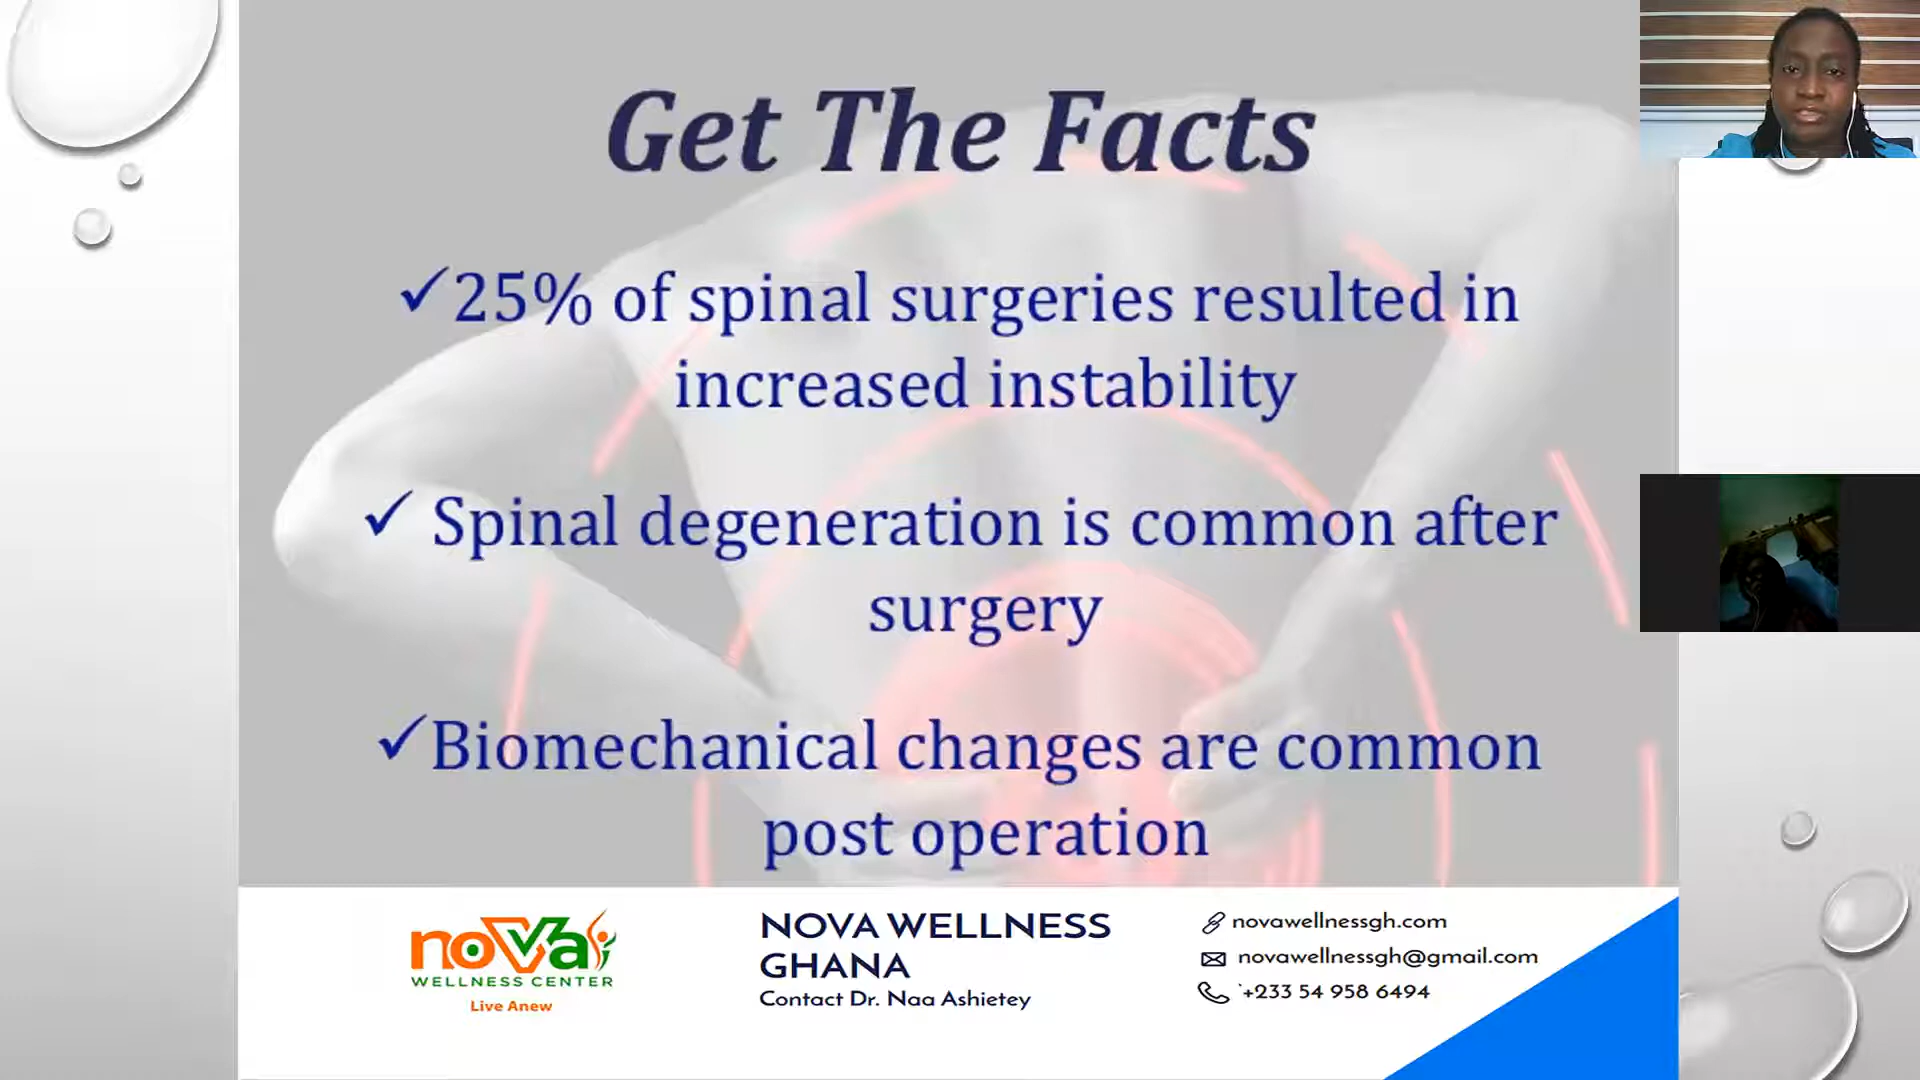 Get The Facts
✓25% of spinal surgeries resulted in
increased instability
✓ Spinal degeneration is common after
surgery
✓Biomechanical changes are common
post operation
nova
WELLNESS CENTER
Live Anew
NOVA WELLNESS
GHANA
Contact Dr. Naa Ashietey
novawellnessgh.com
novawellnessgh@gmail.com
`+233 54 958 6494